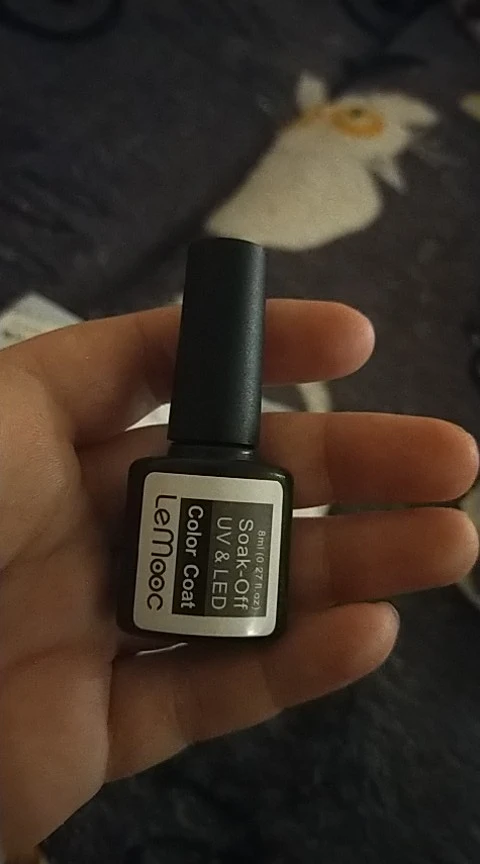 LEMOOC
Color Coat
UV & LED
Soak-Off
8ml (0.27 fl.oz)